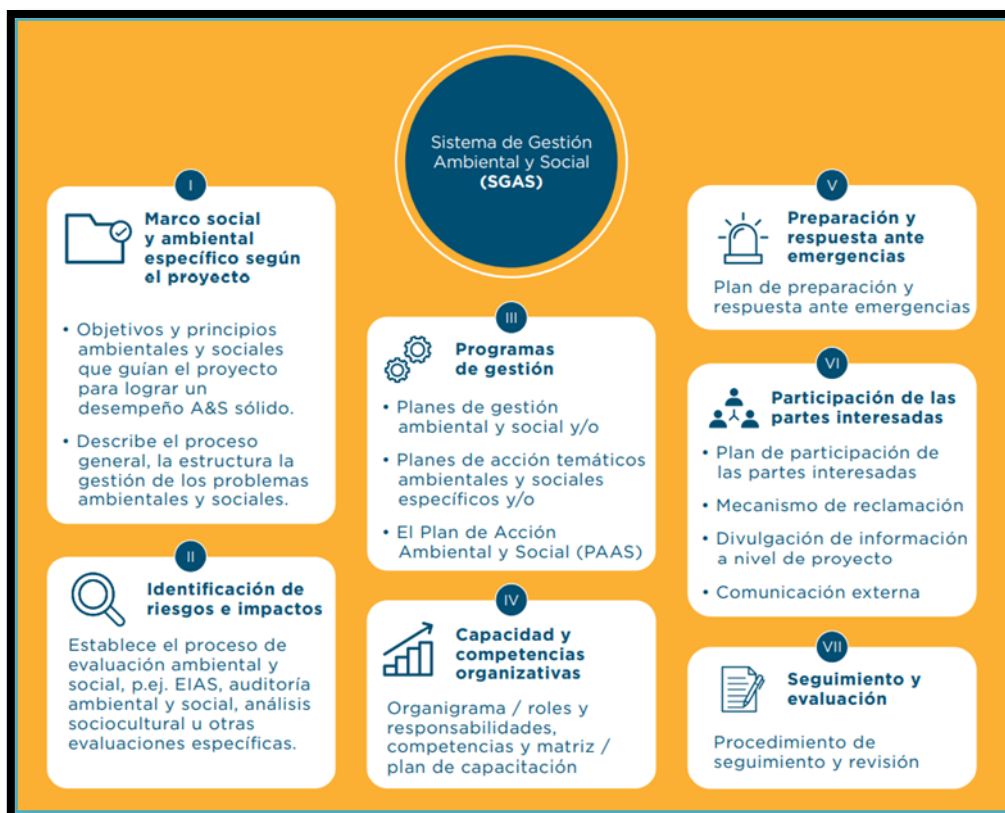 Sistema de Gestión
Ambiental y Social
(SGAS)
I
Marco social
y ambiental
específico según
el proyecto
• Objetivos y principios
ambientales y sociales
que guían el proyecto
para lograr un
desempeño A&S sólido.
• Describe el proceso
general, la estructura la
gestión de los problemas
ambientales y sociales.
II
Identificación de
riesgos e impactos
Establece el proceso de
evaluación ambiental y
social, p.ej. EIAS, auditoría
ambiental y social, análisis
sociocultural u otras
evaluaciones específicas.
III
Programas
de gestión
• Planes de gestión
ambiental y social y/o
• Planes de acción temáticos
ambientales y sociales
específicos y/o
• El Plan de Acción
Ambiental y Social (PAAS)
IV
Capacidad y
competencias
organizativas
Organigrama / roles y
responsabilidades,
competencias y matriz /
plan de capacitación
V
Preparación y
respuesta ante
emergencias
Plan de preparación y
respuesta ante emergencias
VI
Participación de las
partes interesadas
• Plan de participación de
las partes interesadas
• Mecanismo de reclamación
• Divulgación de información
a nivel de proyecto
• Comunicación externa
VII
Seguimiento y
evaluación
Procedimiento de
seguimiento y revisión